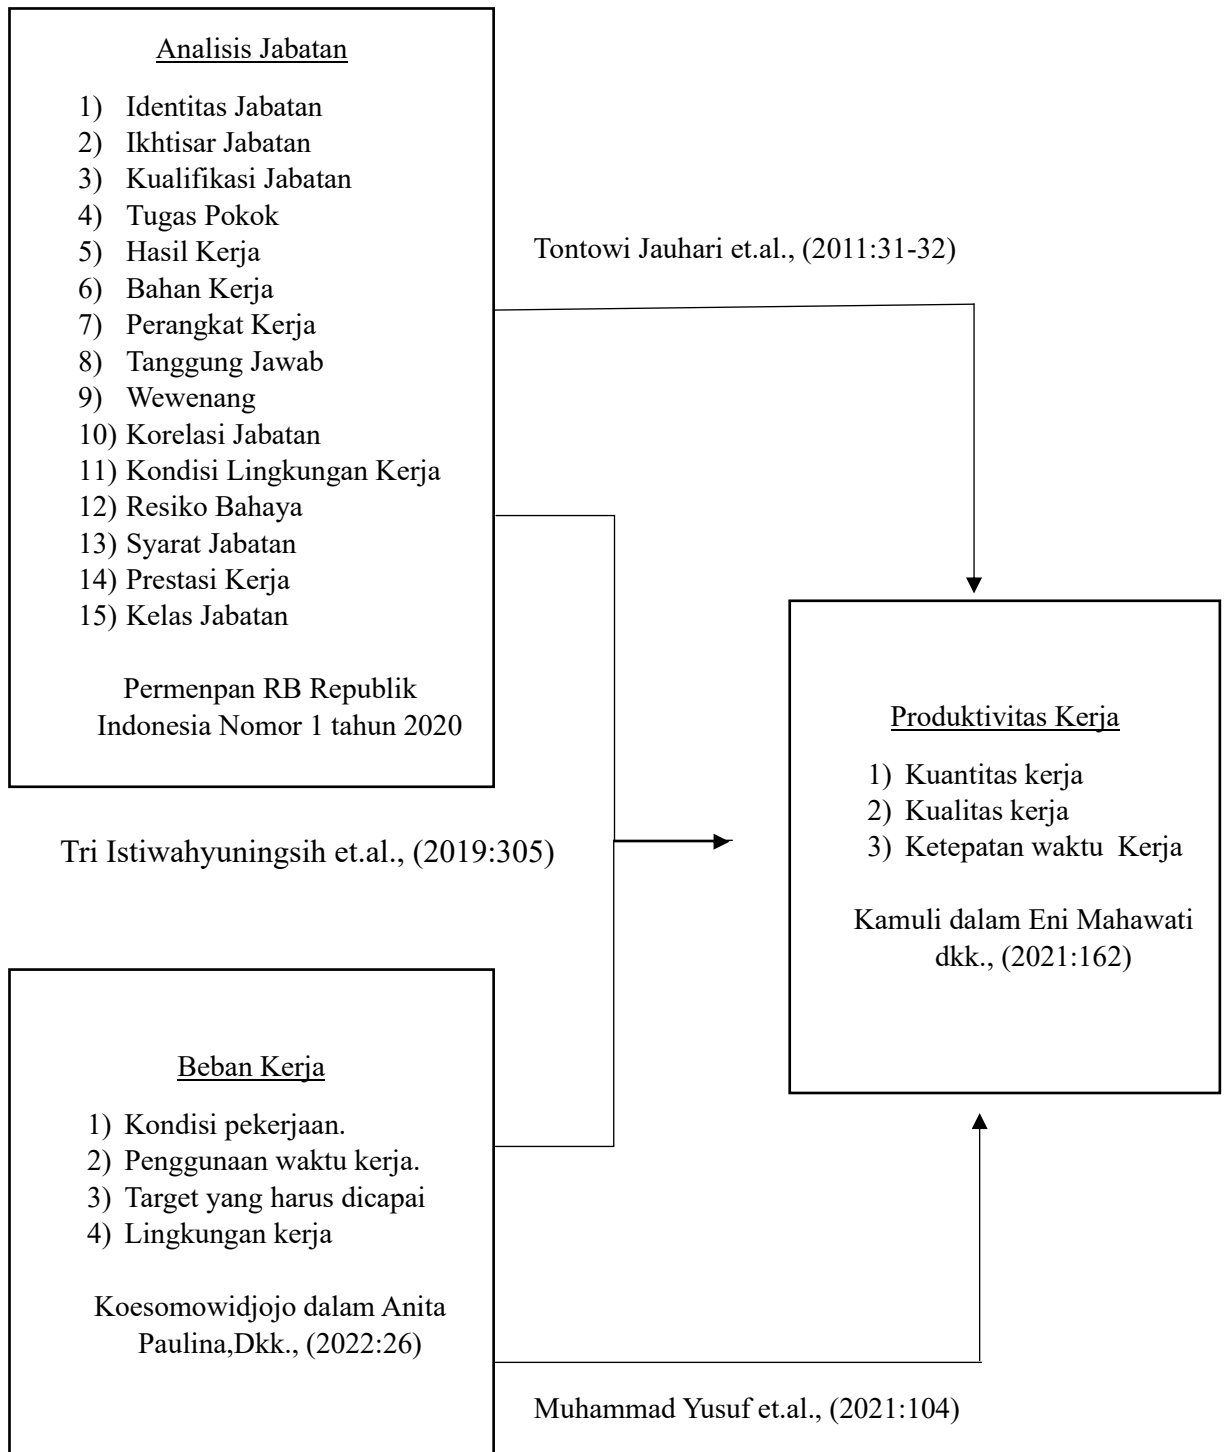 Analisis Jabatan
1) Identitas Jabatan
2) Ikhtisar Jabatan
3) Kualifikasi Jabatan
4) Tugas Pokok
5) Hasil Kerja
6) Bahan Kerja
7) Perangkat Kerja
8) Tanggung Jawab
9) Wewenang
10) Korelasi Jabatan
11) Kondisi Lingkungan Kerja
12) Resiko Bahaya
13) Syarat Jabatan
14) Prestasi Kerja
15) Kelas Jabatan
Permenpan RB Republik
Indonesia Nomor 1 tahun 2020
Tontowi Jauhari et.al., (2011:31-32)
Tri Istiwahyuningsih et.al., (2019:305)
Produktivitas Kerja
1) Kuantitas kerja
2) Kualitas kerja
3) Ketepatan waktu  Kerja
Kamuli dalam Eni Mahawati
dkk., (2021:162)
Beban Kerja
1) Kondisi pekerjaan.
2) Penggunaan waktu kerja.
3) Target yang harus dicapai
4) Lingkungan kerja
Koesomowidjojo dalam Anita
Paulina,Dkk., (2022:26)
Muhammad Yusuf et.al., (2021:104)